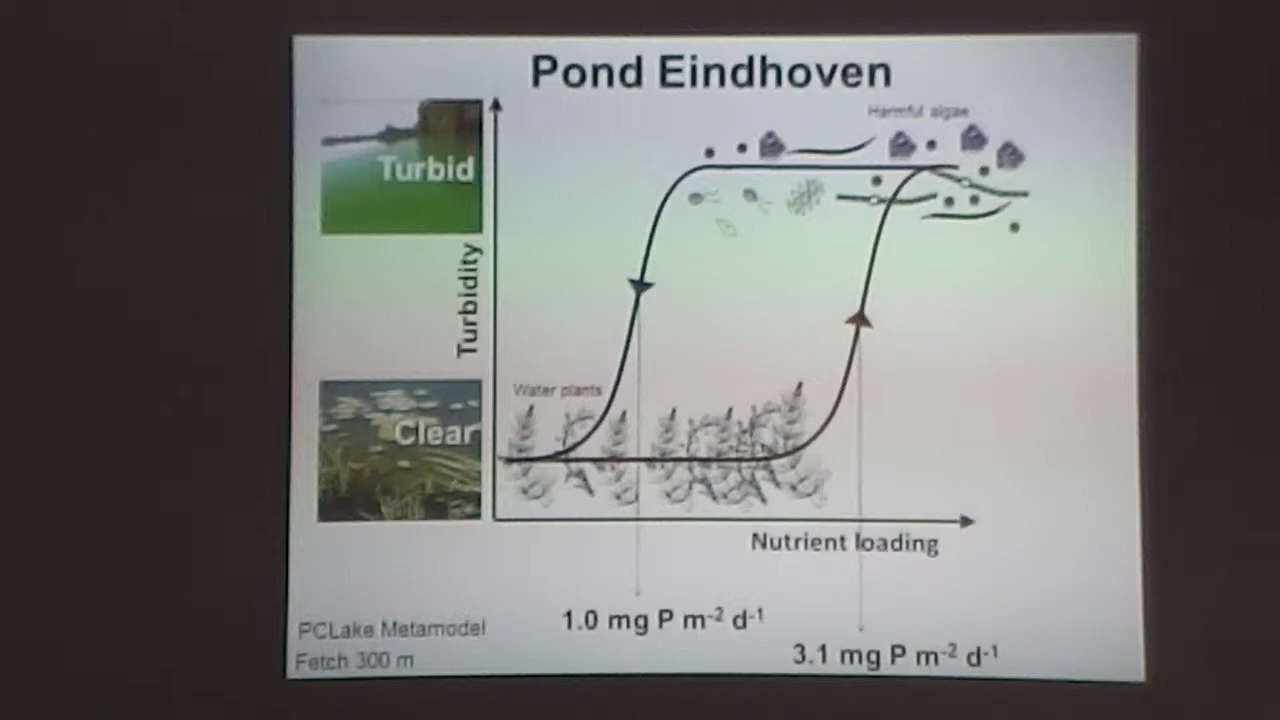 Pond Eindhoven
Harmful algae
Turbid
Turbidity
Water plants
Clear
Nutrient loading
1.0 mg P m⁻² d⁻¹
3.1 mg P m⁻² d⁻¹
PCLake Metamodel
Fetch 300 m